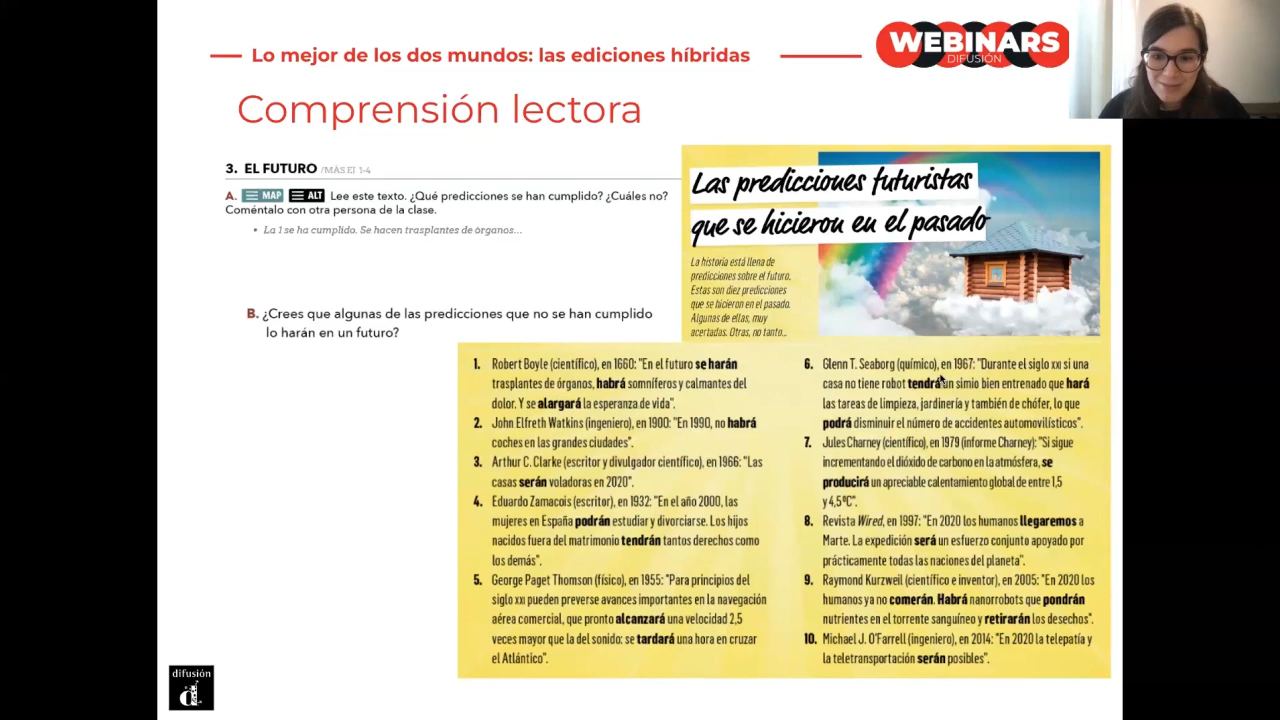 Lo mejor de los dos mundos: las ediciones híbridas
WEBINARS
DIFUSIÓN
Comprensión lectora
3. EL FUTURO /MÁS EJ 1-4
A. MAP ALT Lee este texto. ¿Qué predicciones se han cumplido? ¿Cuáles no?
Coméntalo con otra persona de la clase.
• La 1 se ha cumplido. Se hacen trasplantes de órganos...
B. ¿Crees que algunas de las predicciones que no se han cumplido
lo harán en un futuro?
Las predicciones futuristas
que se hicieron en el pasado
La historia está llena de
predicciones sobre el futuro.
Estas son diez predicciones
que se hicieron en el pasado.
Algunas de ellas, muy
acertadas. Otras, no tanto...
1. Robert Boyle (científico), en 1660: "En el futuro se harán
trasplantes de órganos, habrá somníferos y calmantes del
dolor. Y se alargará la esperanza de vida".
2. John Elfreth Watkins (ingeniero), en 1900: "En 1990, no habrá
coches en las grandes ciudades".
3. Arthur C. Clarke (escritor y divulgador científico), en 1966: "Las
casas serán voladoras en 2020".
4. Eduardo Zamacois (escritor), en 1932: "En el año 2000, las
mujeres en España podrán estudiar y divorciarse. Los hijos
nacidos fuera del matrimonio tendrán tantos derechos como
los demás".
5. George Paget Thomson (físico), en 1955: "Para principios del
siglo XXI pueden preverse avances importantes en la navegación
aérea comercial, que pronto alcanzará una velocidad 2,5
veces mayor que la del sonido: se tardará una hora en cruzar
el Atlántico".
6. Glenn T. Seaborg (químico), en 1967: "Durante el siglo XXI si una
casa no tiene robot tendrá un simio bien entrenado que hará
las tareas de limpieza, jardinería y también de chófer, lo que
podrá disminuir el número de accidentes automovilísticos".
7. Jules Charney (científico), en 1979 (informe Charney): "Si sigue
incrementando el dióxido de carbono en la atmósfera, se
producirá un apreciable calentamiento global de entre 1,5
y 4,5 ºC".
8. Revista Wired, en 1997: "En 2020 los humanos llegaremos a
Marte. La expedición será un esfuerzo conjunto apoyado por
prácticamente todas las naciones del planeta".
9. Raymond Kurzweil (científico e inventor), en 2005: "En 2020 los
humanos ya no comerán. Habrá nanorrobots que pondrán
nutrientes en el torrente sanguíneo y retirarán los desechos".
10. Michael J. O'Farrell (ingeniero), en 2014: "En 2020 la telepatía y
la teletransportación serán posibles".
difusión